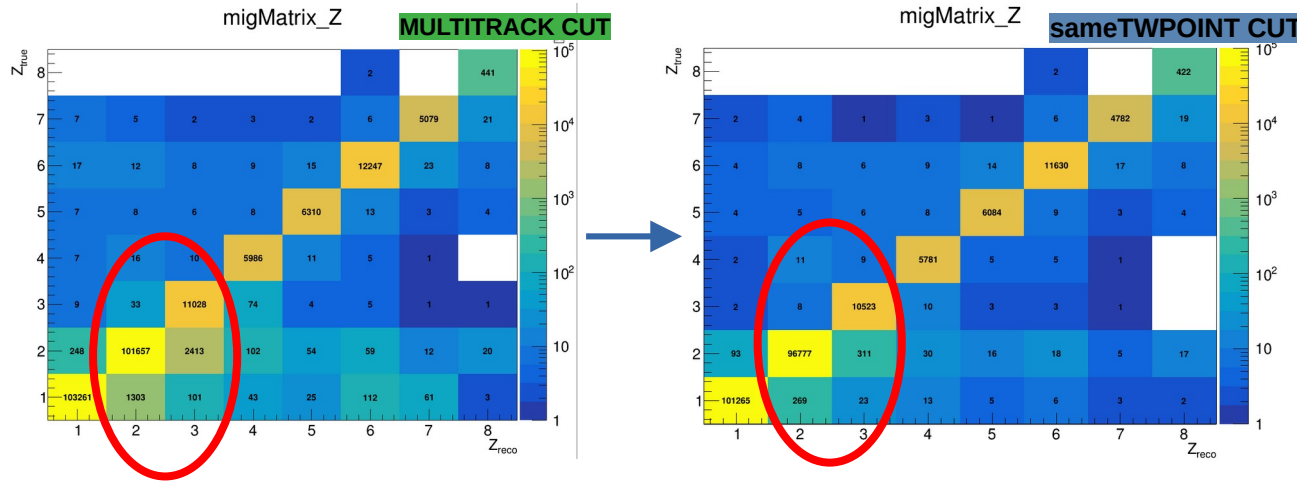 migMatrix_Z
MULTITRACK CUT
Z_true
8 2 441 10^5
7 7 5 2 3 2 6 5079 21 10^4
6 17 12 8 9 15 12247 23 8
5 7 8 6 8 6310 13 3 4 10^3
4 7 16 10 5986 11 5 1 10^2
3 9 33 11028 74 4 5 1 1
2 248 101657 2413 102 54 59 12 20 10
1 103261 1303 101 43 25 112 61 3 1
1 2 3 4 5 6 7 8
Z_reco
migMatrix_Z
sameTWPOINT CUT
Z_true
8 2 422 10^5
7 2 4 1 3 1 6 4782 19 10^4
6 4 8 6 9 14 11630 17 8
5 4 5 6 8 6084 9 3 4 10^3
4 2 11 9 5781 5 5 1 10^2
3 2 8 10523 10 3 3 1
2 93 96777 311 30 16 18 5 17 10
1 101265 269 23 13 5 6 3 2 1
1 2 3 4 5 6 7 8
Z_reco